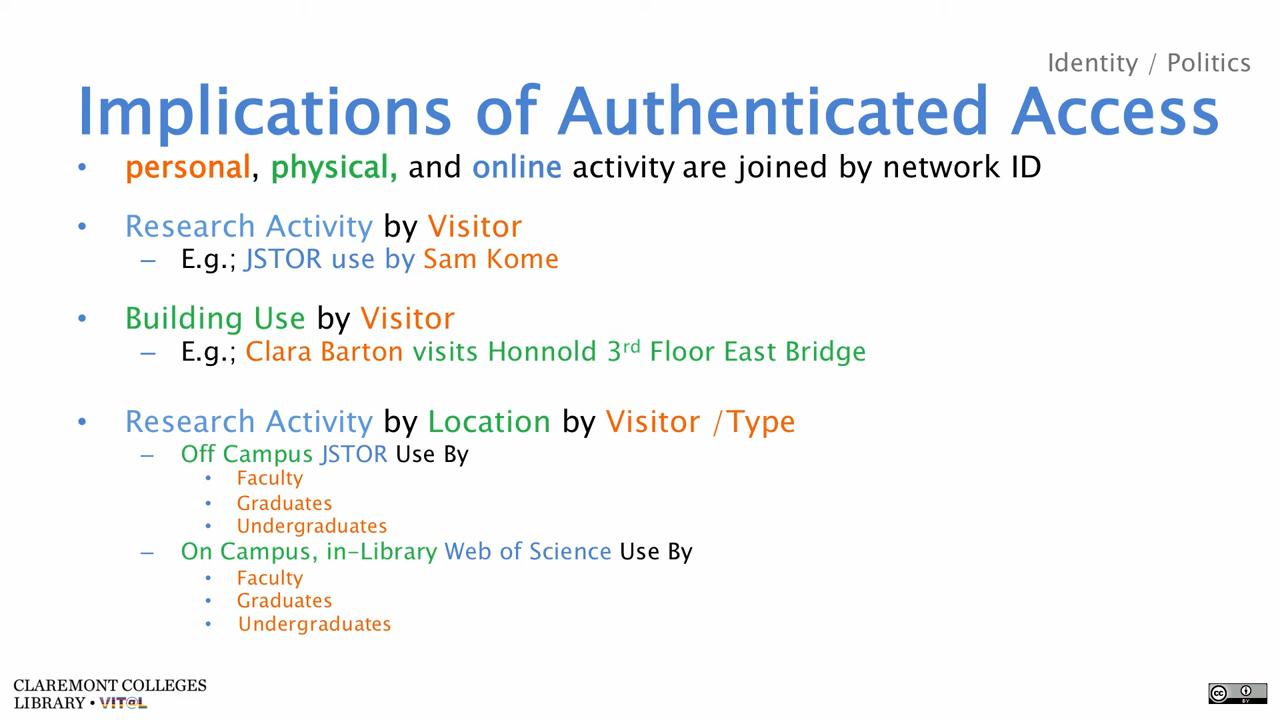 Identity / Politics
Implications of Authenticated Access
• personal, physical, and online activity are joined by network ID
• Research Activity by Visitor
– E.g.; JSTOR use by Sam Kome
• Building Use by Visitor
– E.g.; Clara Barton visits Honnold 3rd Floor East Bridge
• Research Activity by Location by Visitor /Type
– Off Campus JSTOR Use By
• Faculty
• Graduates
• Undergraduates
– On Campus, in-Library Web of Science Use By
• Faculty
• Graduates
• Undergraduates
CLAREMONT COLLEGES
LIBRARY • VIT@L
cc BY